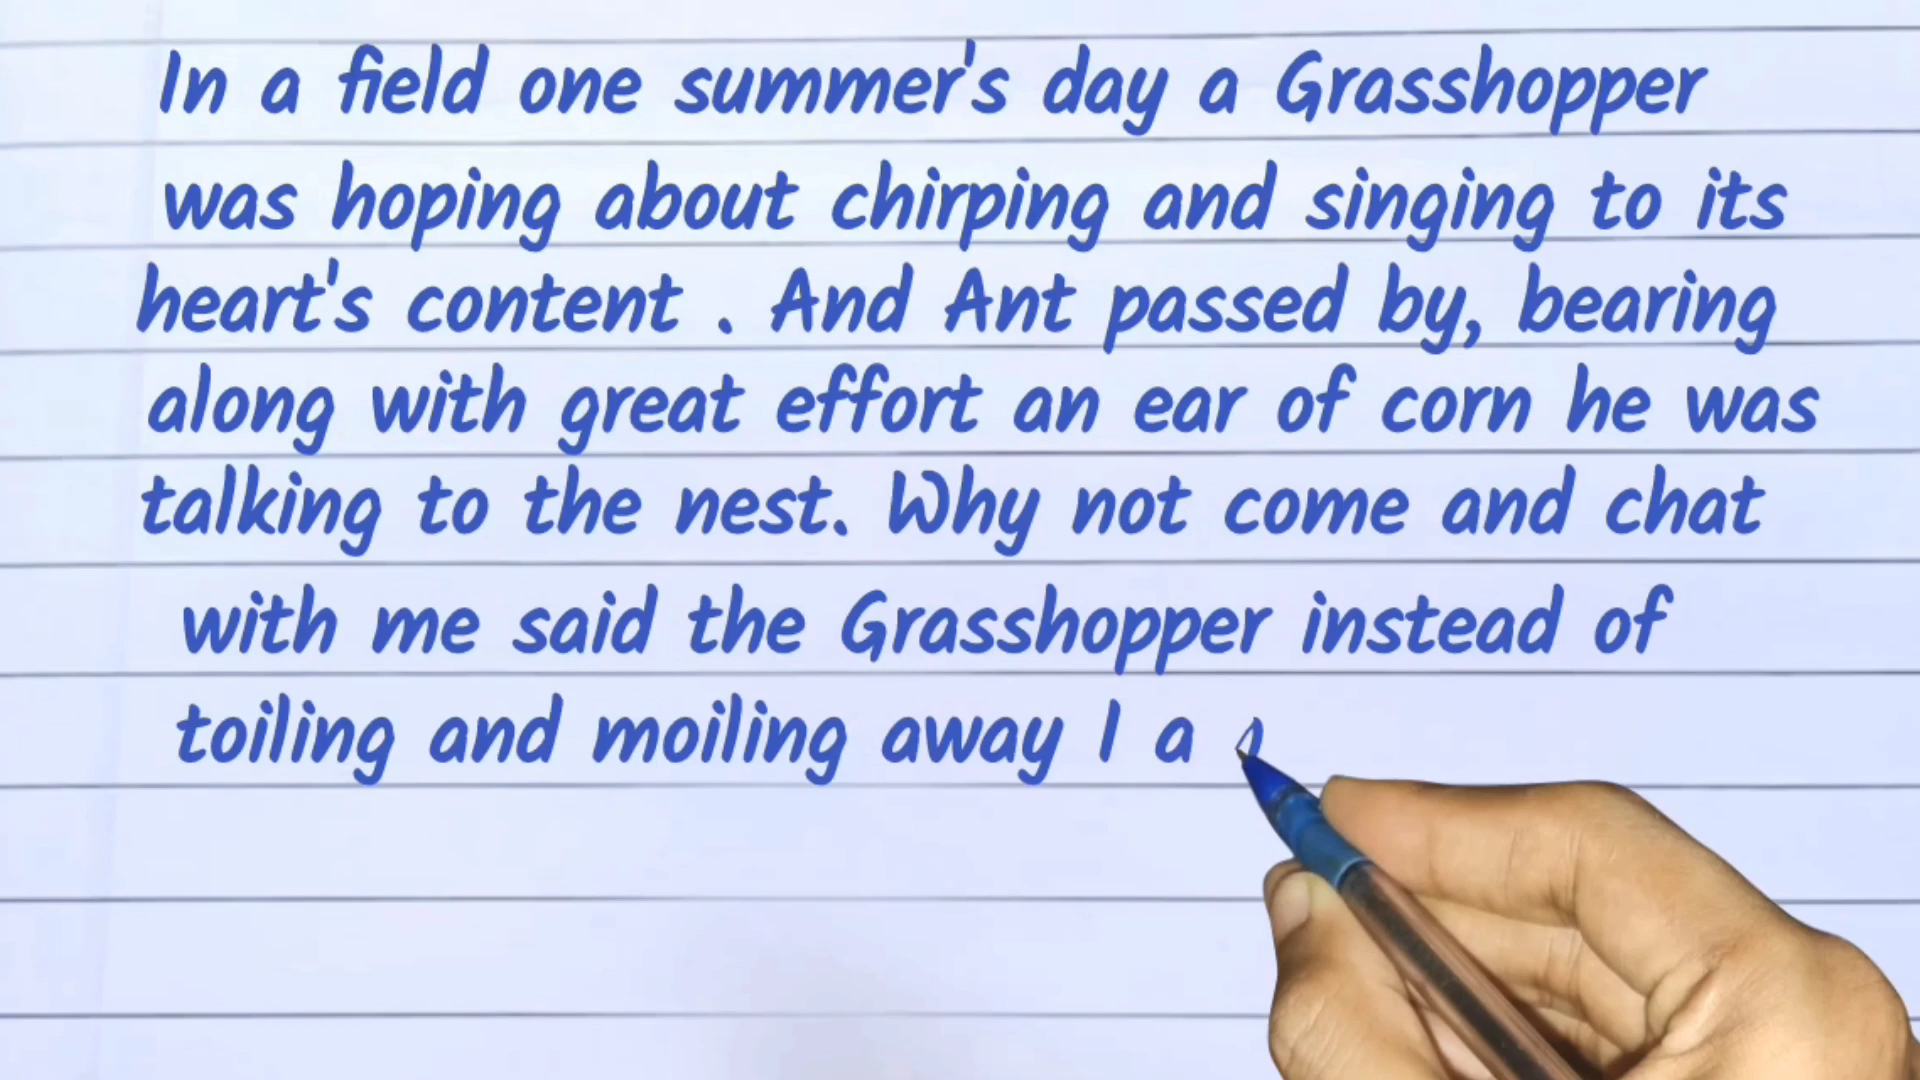 In a field one summer's day a Grasshopper
was hoping about chirping and singing to its
heart's content . And Ant passed by, bearing
along with great effort an ear of corn he was
talking to the nest. Why not come and chat
with me said the Grasshopper instead of
toiling and moiling away I a